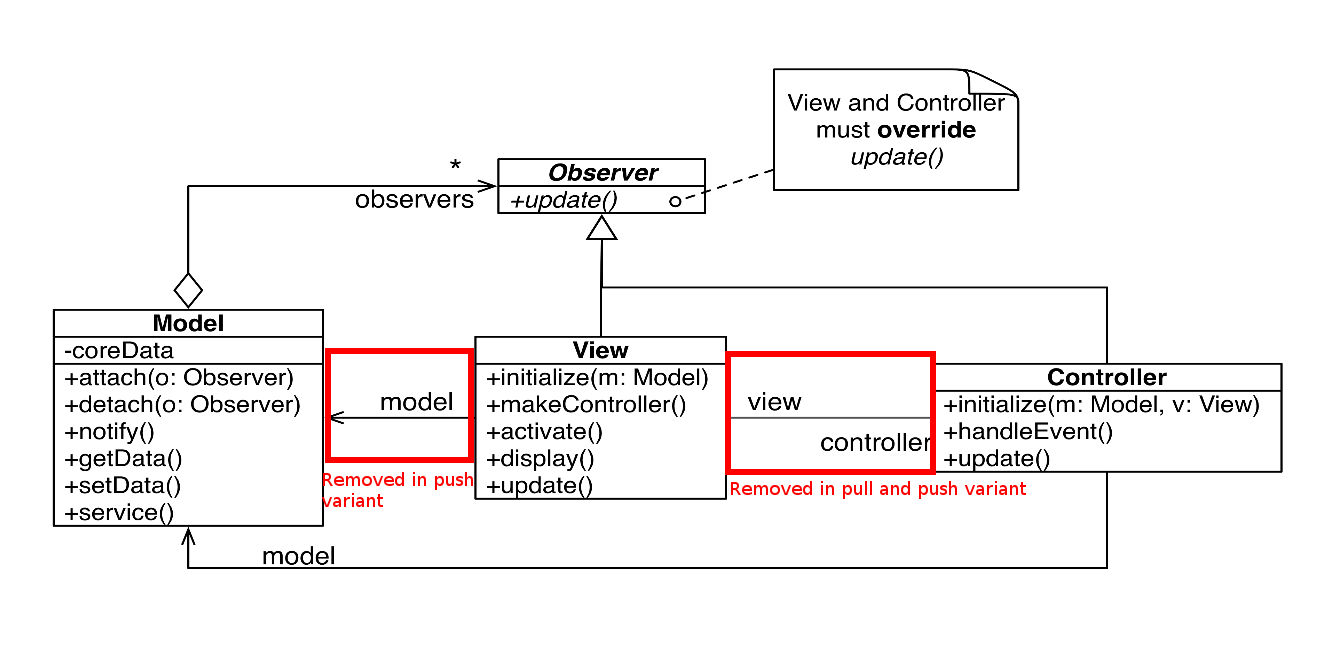 View and Controller
must override
update()
*
observers
Observer
+update()
Model
-coreData
+attach(o: Observer)
+detach(o: Observer)
+notify()
+getData()
+setData()
+service()
model
Removed in push
variant
View
+initialize(m: Model)
+makeController()
+activate()
+display()
+update()
view
controller
Removed in pull and push variant
Controller
+initialize(m: Model, v: View)
+handleEvent()
+update()
model